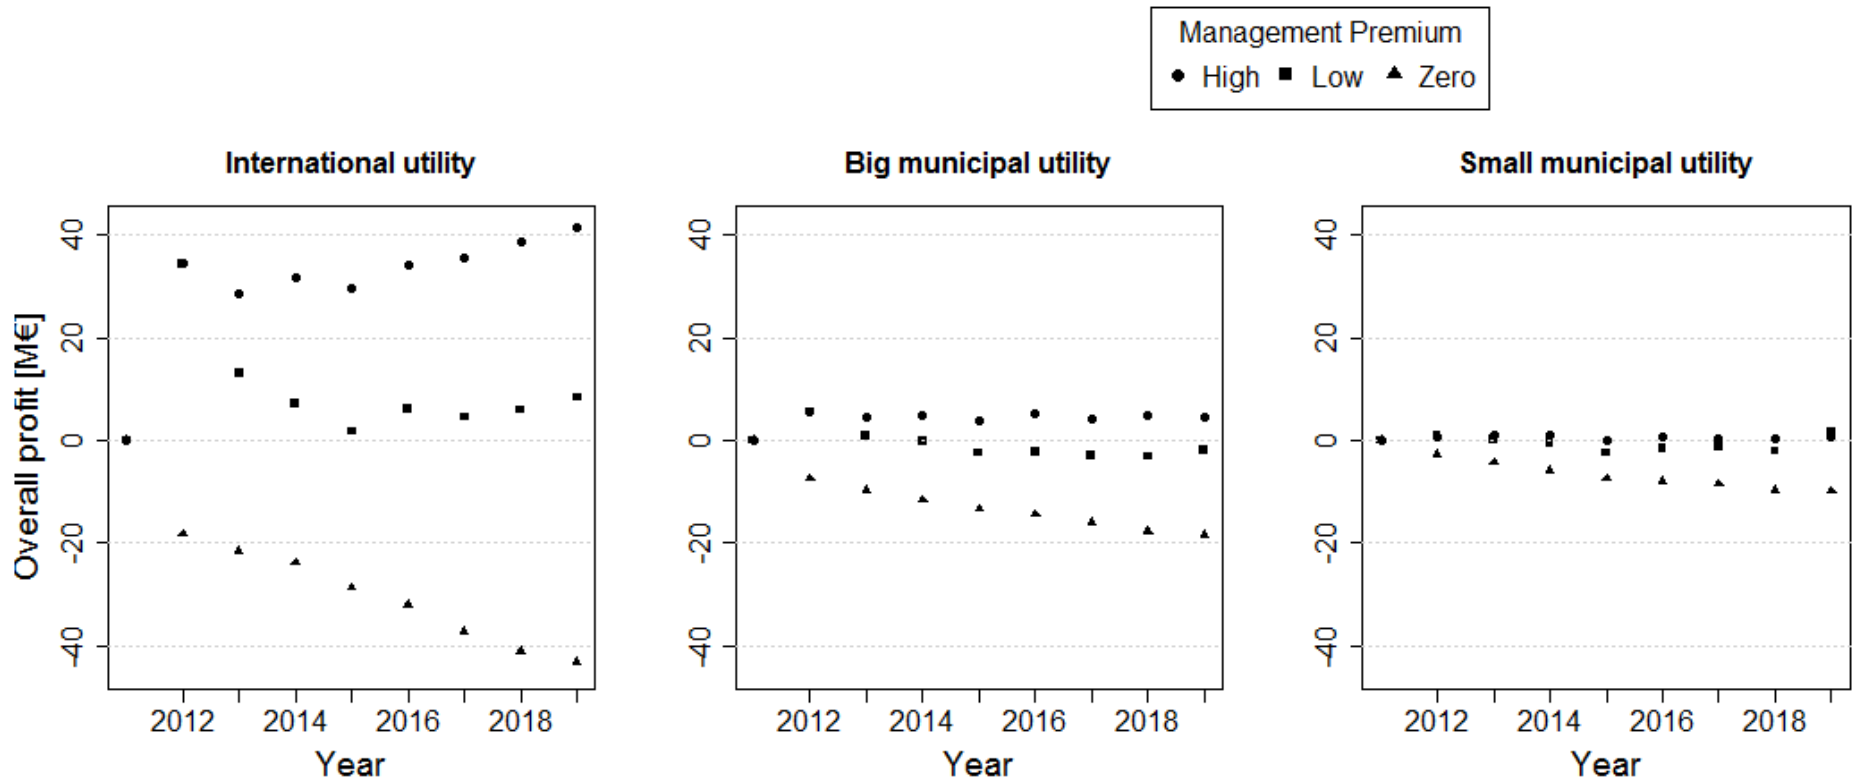 Management Premium
High Low Zero
International utility
Big municipal utility
Small municipal utility
Overall profit [M€]
40
20
0
-20
-40
2012 2014 2016 2018
Year
40
20
0
-20
-40
2012 2014 2016 2018
Year
40
20
0
-20
-40
2012 2014 2016 2018
Year